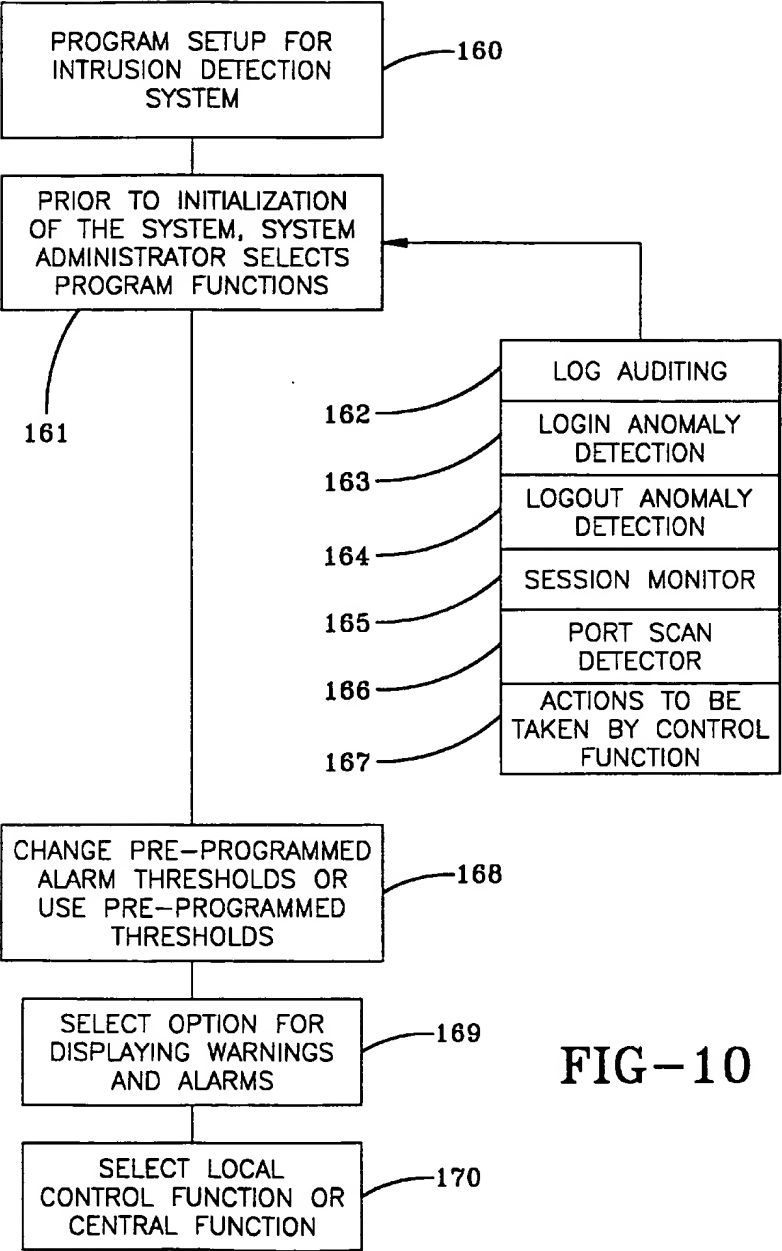 PROGRAM SETUP FOR
INTRUSION DETECTION
SYSTEM
160
PRIOR TO INITIALIZATION
OF THE SYSTEM, SYSTEM
ADMINISTRATOR SELECTS
PROGRAM FUNCTIONS
161
LOG AUDITING
162
LOGIN ANOMALY
DETECTION
163
LOGOUT ANOMALY
DETECTION
164
SESSION MONITOR
165
PORT SCAN
DETECTOR
166
ACTIONS TO BE
TAKEN BY CONTROL
FUNCTION
167
CHANGE PRE-PROGRAMMED
ALARM THRESHOLDS OR
USE PRE-PROGRAMMED
THRESHOLDS
168
SELECT OPTION FOR
DISPLAYING WARNINGS
AND ALARMS
169
SELECT LOCAL
CONTROL FUNCTION OR
CENTRAL FUNCTION
170
FIG-10